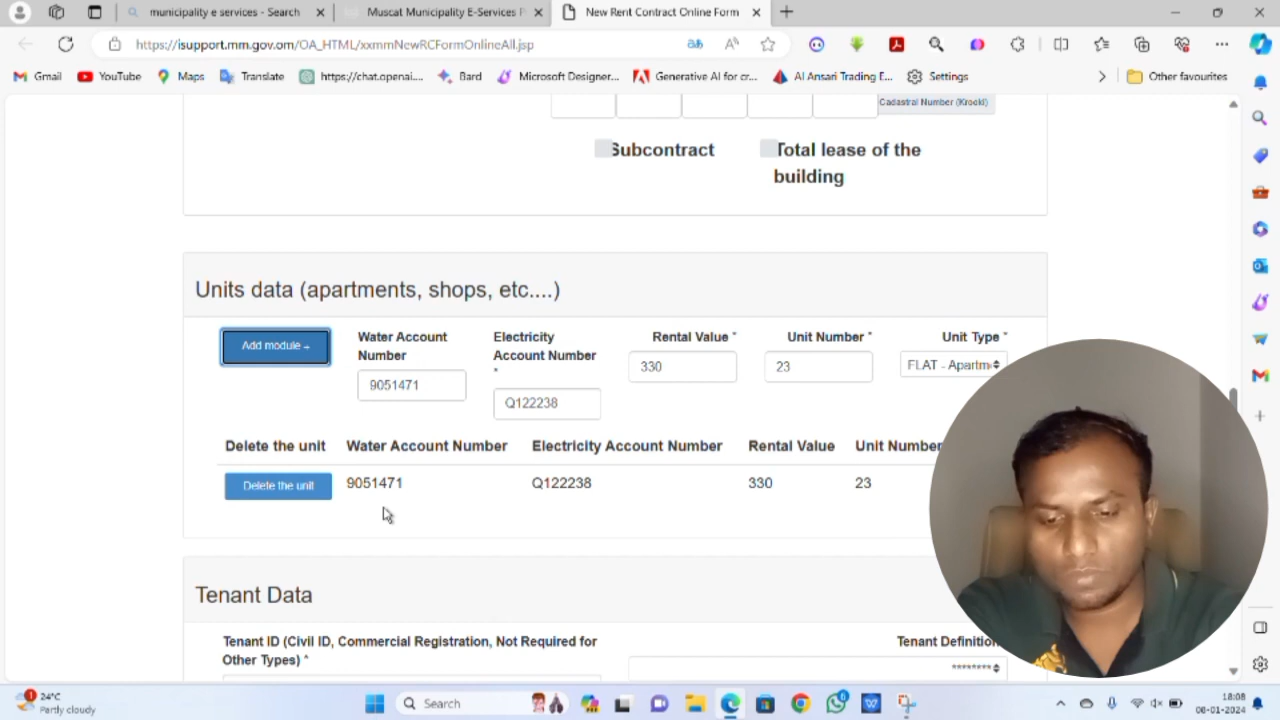 municipality e services - Search
Muscat Municipality E-Services
New Rent Contract Online Form
https://isupport.mm.gov.om/OA_HTML/xxmmNewRCFormOnlineAll.jsp
Gmail
YouTube
Maps
Translate
https://chat.openai....
Bard
Microsoft Designer...
Generative AI for cr...
Al Ansari Trading E...
Settings
Other favourites
Cadastral Number (Krooki)
Subcontract
Total lease of the
building
Units data (apartments, shops, etc....)
Add module +
Water Account
Number
Electricity
Account Number
*
Rental Value *
Unit Number *
Unit Type *
9051471
Q122238
330
23
FLAT - Apartm
Delete the unit Water Account Number Electricity Account Number Rental Value Unit Number
Delete the unit 9051471 Q122238 330 23
Tenant Data
Tenant ID (Civil ID, Commercial Registration, Not Required for
Other Types) *
Tenant Definition
********
1
24°C
Partly cloudy
Search
6
18:08
08-01-2024